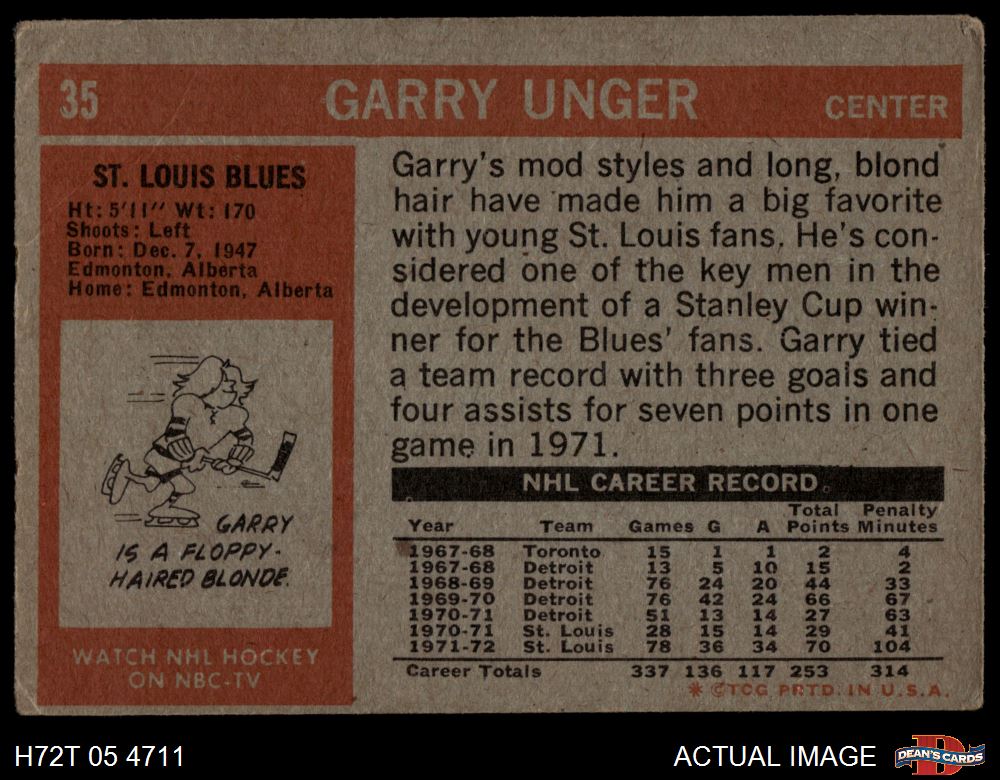 35 GARRY UNGER CENTER
ST. LOUIS BLUES
Ht: 5'11" Wt: 170
Shoots: Left
Born: Dec. 7, 1947
Edmonton, Alberta
Home: Edmonton, Alberta
GARRY
IS A FLOPPY-
HAIRED BLONDE.
WATCH NHL HOCKEY
ON NBC-TV
Garry's mod styles and long, blond
hair have made him a big favorite
with young St. Louis fans. He's con-
sidered one of the key men in the
development of a Stanley Cup win-
ner for the Blues' fans. Garry tied
a team record with three goals and
four assists for seven points in one
game in 1971.
NHL CAREER RECORD
Total Penalty
Year Team Games G A Points Minutes
1967-68 Toronto 15 1 1 2 4
1967-68 Detroit 13 5 10 15 2
1968-69 Detroit 76 24 20 44 33
1969-70 Detroit 76 42 24 66 67
1970-71 Detroit 51 13 14 27 63
1970-71 St. Louis 28 15 14 29 41
1971-72 St. Louis 78 36 34 70 104
Career Totals 337 136 117 253 314
* © TCG PRTD. IN U.S.A.
H72T 05 4711 ACTUAL IMAGE DEAN'S CARDS